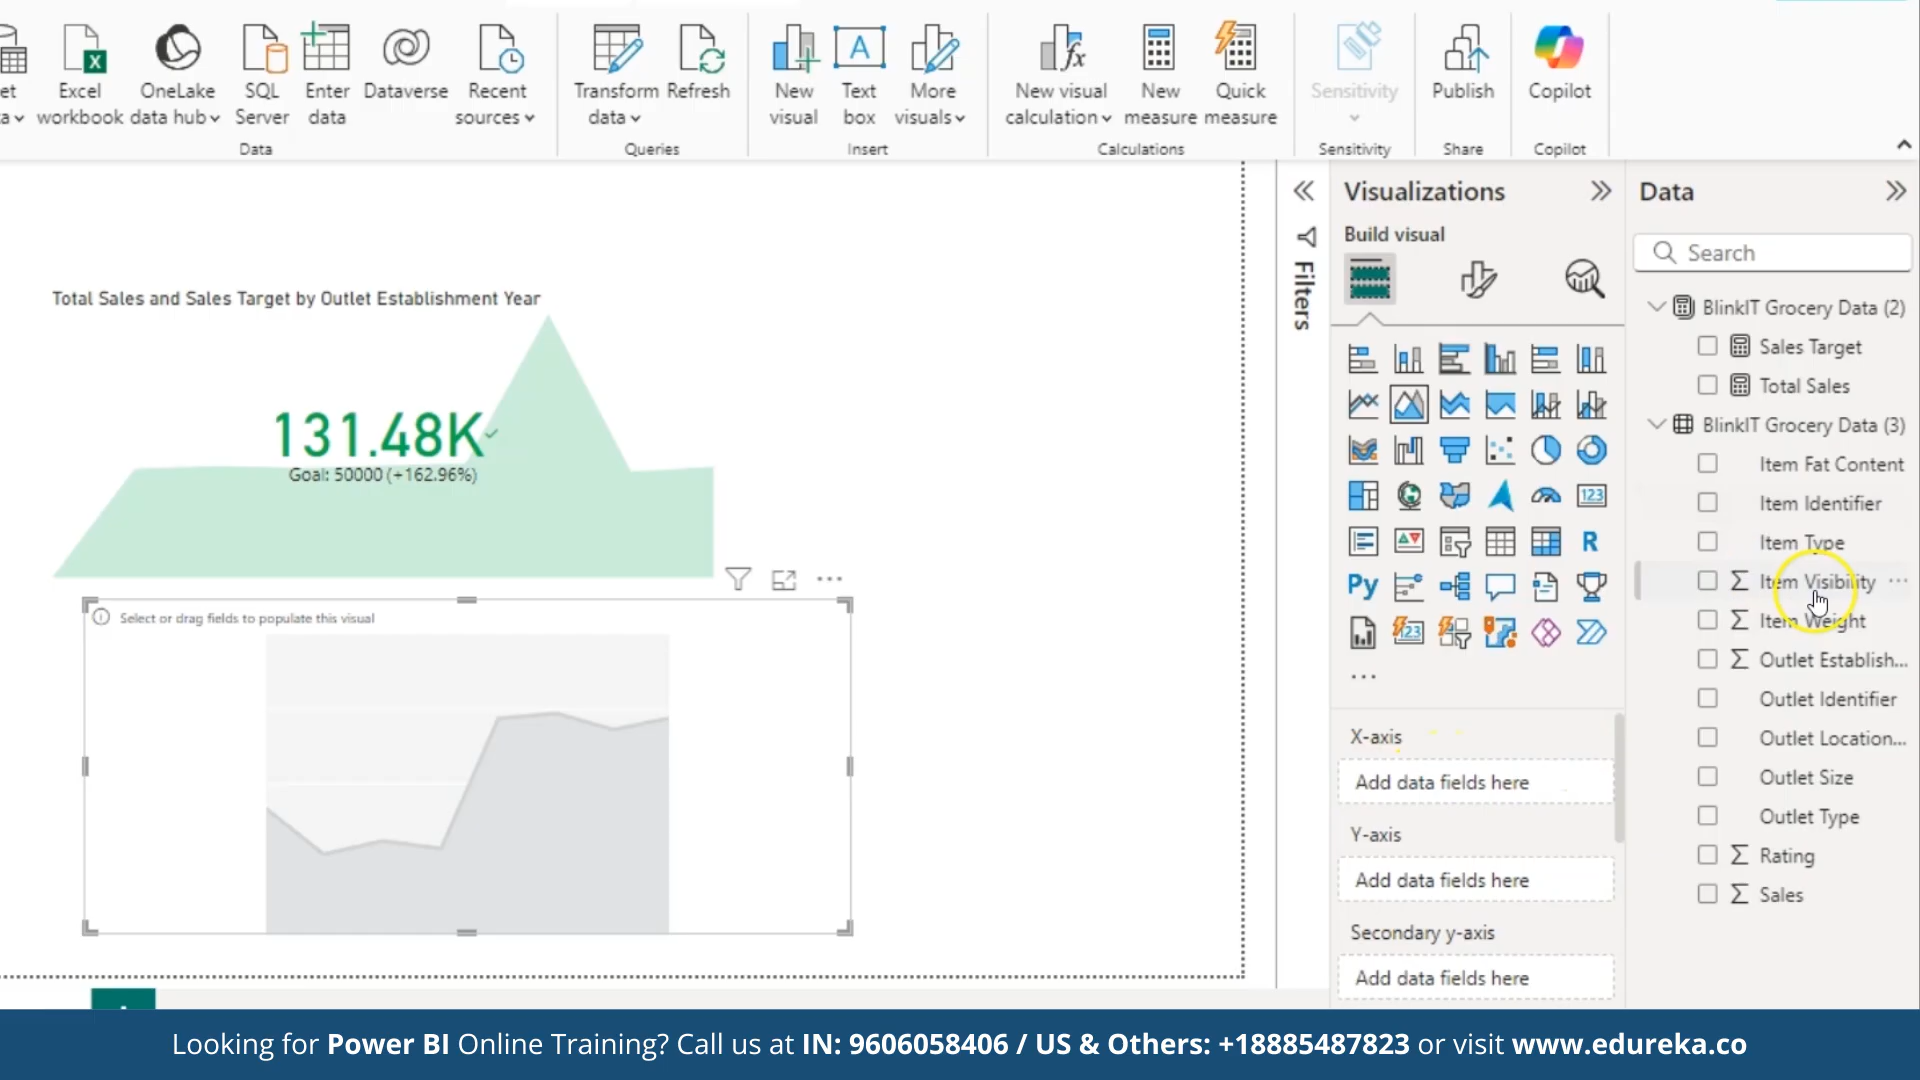 et
a
Excel
workbook
OneLake
data hub
SQL
Server
Enter
data
Dataverse
Recent
sources
Data
Transform
data
Refresh
Queries
New
visual
Text
box
More
visuals
Insert
New visual
calculation
New
measure
Quick
measure
Calculations
Sensitivity
Sensitivity
Publish
Share
Copilot
Copilot
Total Sales and Sales Target by Outlet Establishment Year
131.48K
Goal: 50000 (+162.96%)
Select or drag fields to populate this visual
Filters
Visualizations
Build visual
123
R
Py
123
X-axis
Add data fields here
Y-axis
Add data fields here
Secondary y-axis
Add data fields here
Data
Search
BlinkIT Grocery Data (2)
Sales Target
Total Sales
BlinkIT Grocery Data (3)
Item Fat Content
Item Identifier
Item Type
Item Visibility
Item Weight
Outlet Establish...
Outlet Identifier
Outlet Location...
Outlet Size
Outlet Type
Rating
Sales
Looking for Power BI Online Training? Call us at IN: 9606058406 / US & Others: +18885487823 or visit www.edureka.co